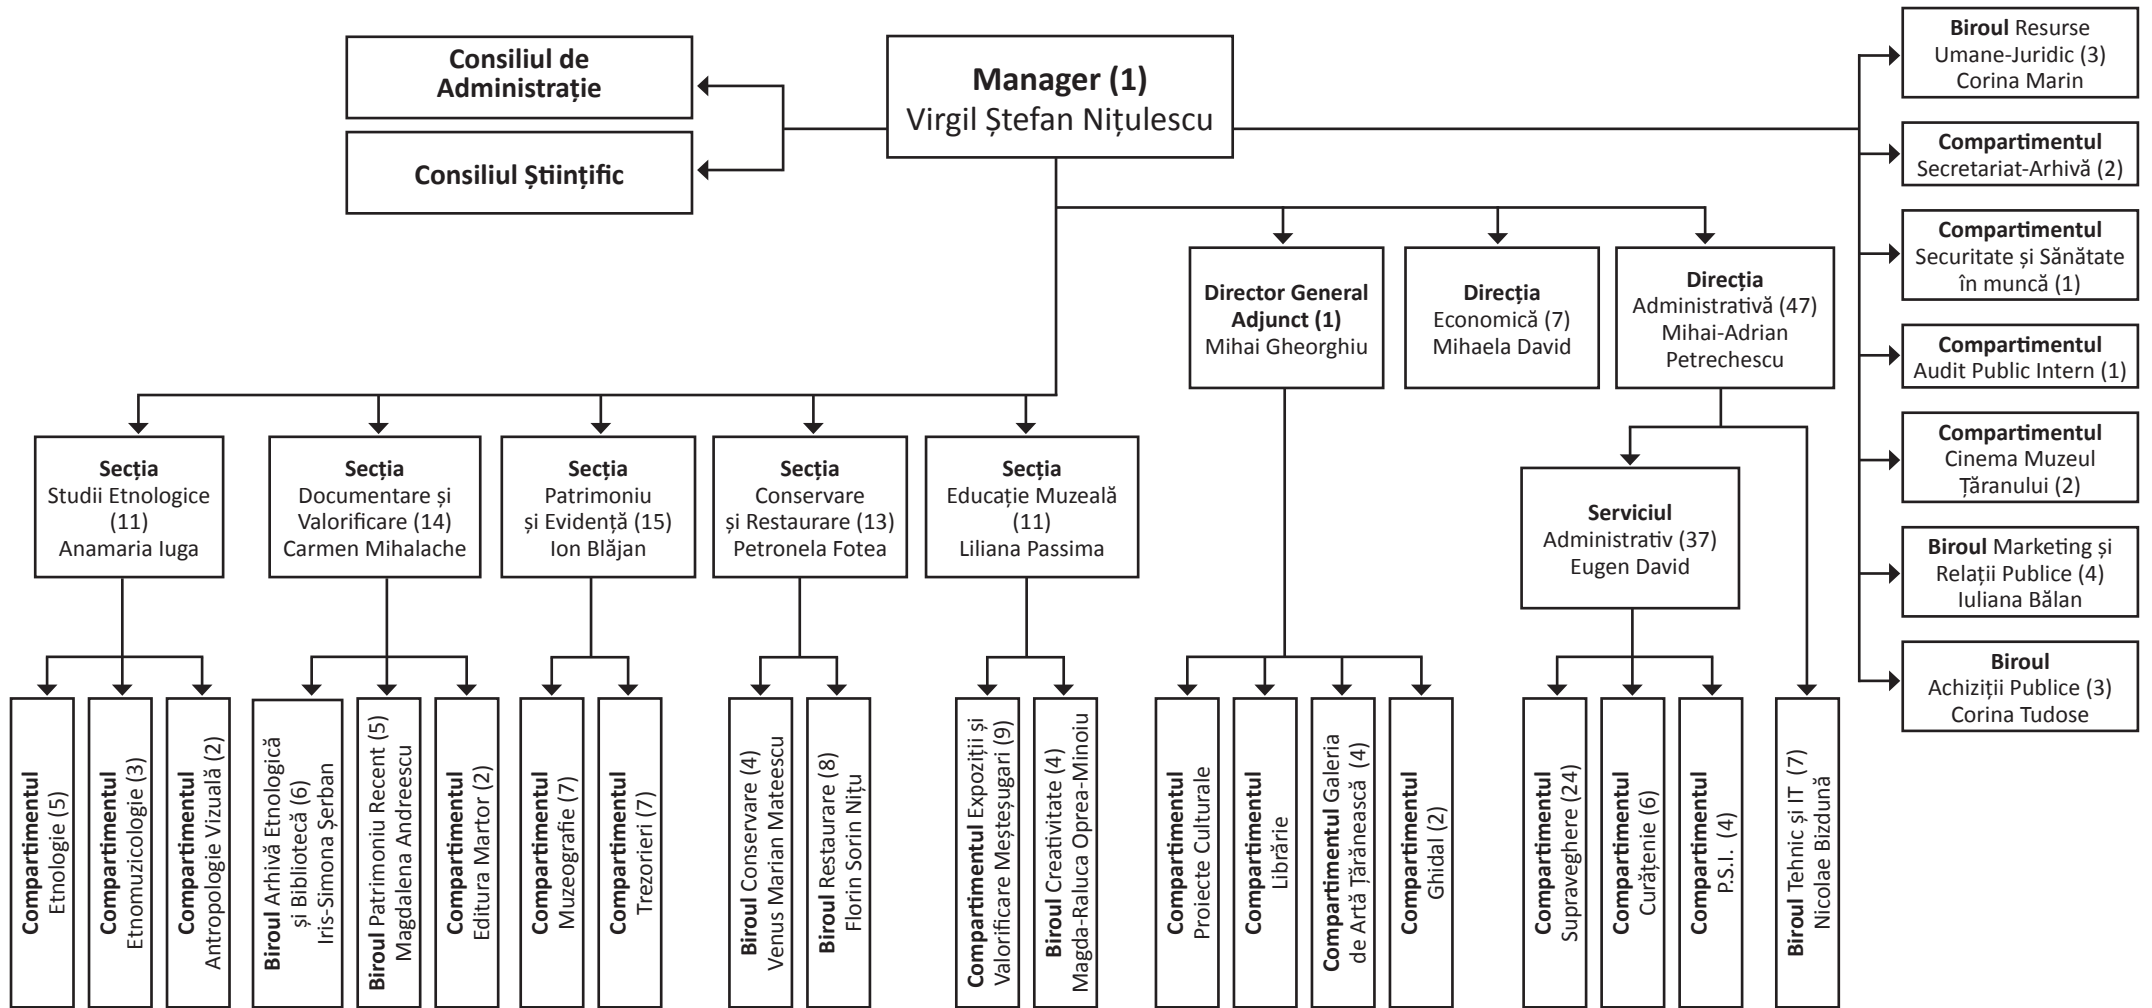 Consiliul de
Administrație
Consiliul Științific
Manager (1)
Virgil Ștefan Nițulescu
Biroul Resurse
Umane-Juridic (3)
Corina Marin
Compartimentul
Secretariat-Arhivă (2)
Compartimentul
Securitate și Sănătate
în muncă (1)
Compartimentul
Audit Public Intern (1)
Compartimentul
Cinema Muzeul
Țăranului (2)
Biroul Marketing și
Relații Publice (4)
Iuliana Bălan
Biroul
Achiziții Publice (3)
Corina Tudose
Director General
Adjunct (1)
Mihai Gheorghiu
Direcția
Economică (7)
Mihaela David
Direcția
Administrativă (47)
Mihai-Adrian
Petrechescu
Secția
Studii Etnologice
(11)
Anamaria Iuga
Secția
Documentare și
Valorificare (14)
Carmen Mihalache
Secția
Patrimoniu
și Evidență (15)
Ion Blăjan
Secția
Conservare
și Restaurare (13)
Petronela Fotea
Secția
Educație Muzeală
(11)
Liliana Passima
Serviciul
Administrativ (37)
Eugen David
Compartimentul
Etnologie (5)
Compartimentul
Etnomuzicologie (3)
Compartimentul
Antropologie Vizuală (2)
Biroul Arhivă Etnologică
și Bibliotecă (6)
Iris-Simona Șerban
Biroul Patrimoniu Recent (5)
Magdalena Andreescu
Compartimentul
Editura Martor (2)
Compartimentul
Muzeografie (7)
Compartimentul
Trezorieri (7)
Biroul Conservare (4)
Venus Marian Mateescu
Biroul Restaurare (8)
Florin Sorin Nițu
Compartimentul Expoziții și
Valorificare Meșteșugari (9)
Biroul Creativitate (4)
Magda-Raluca Oprea-Minoiu
Compartimentul
Proiecte Culturale
Compartimentul
Librărie
Compartimentul Galeria
de Artă Țărănească (4)
Compartimentul
Ghidal (2)
Compartimentul
Supraveghere (24)
Compartimentul
Curățenie (6)
Compartimentul
P.S.I. (4)
Biroul Tehnic și IT (7)
Nicolae Bizdună